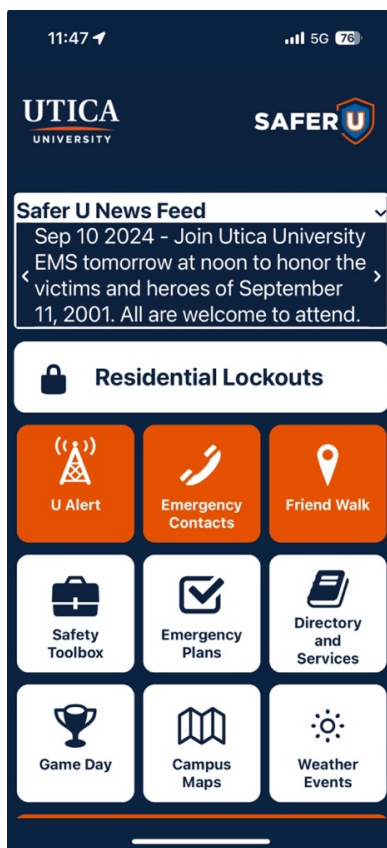 11:47
5G 76
UTICA
UNIVERSITY
SAFER U
Safer U News Feed
Sep 10 2024 - Join Utica University
EMS tomorrow at noon to honor the
victims and heroes of September
11, 2001. All are welcome to attend.
Residential Lockouts
U Alert
Emergency
Contacts
Friend Walk
Safety
Toolbox
Emergency
Plans
Directory
and
Services
Game Day
Campus
Maps
Weather
Events